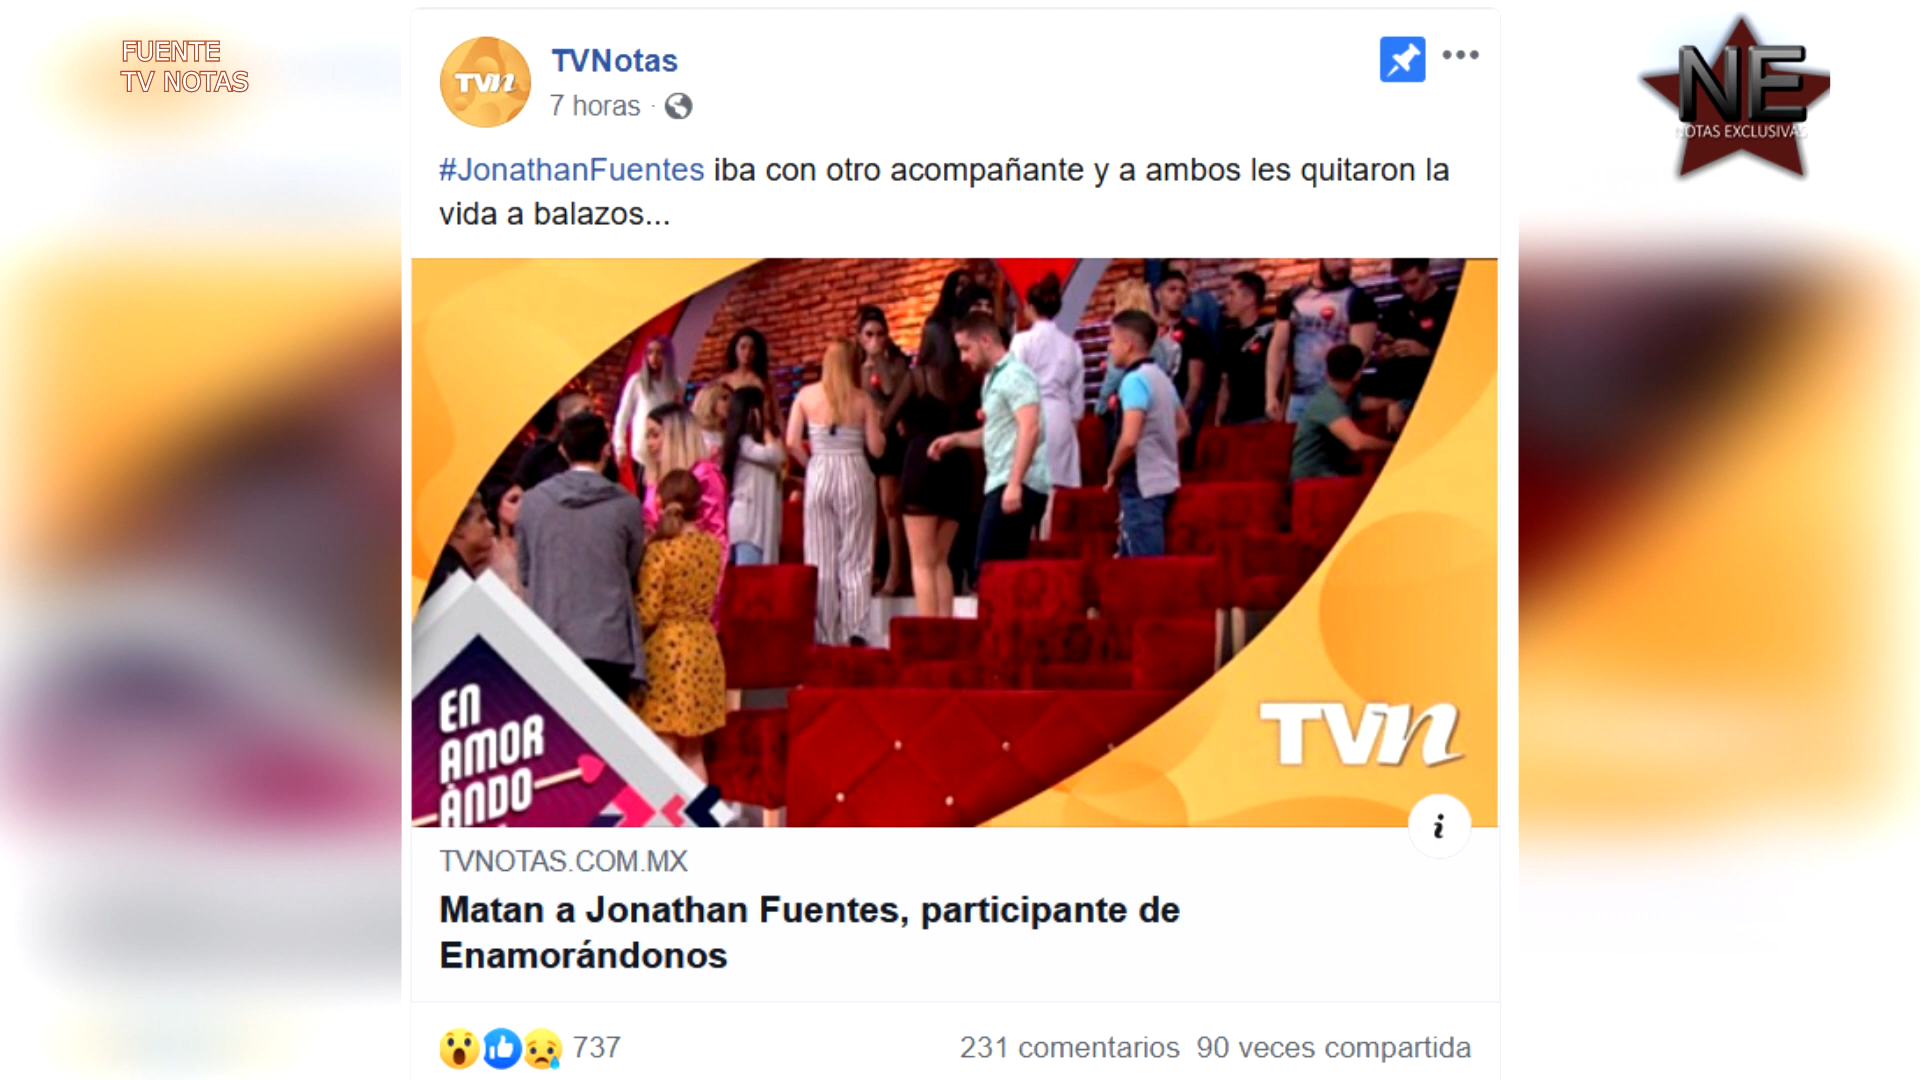 FUENTE
TV NOTAS
NE
NOTAS EXCLUSIVAS
TVn
TVNotas
7 horas ·
#JonathanFuentes iba con otro acompañante y a ambos les quitaron la
vida a balazos...
EN
AMOR
ÁNDO
TVn
i
TVNOTAS.COM.MX
Matan a Jonathan Fuentes, participante de
Enamorándonos
737
231 comentarios 90 veces compartida